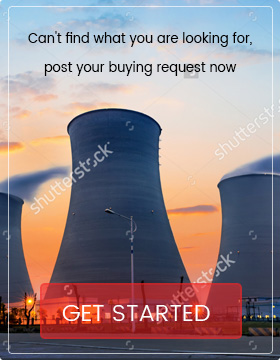 Can't find what you are looking for,
post your buying request now
shutterstock
shutterstock
shutterstock
GET STARTED